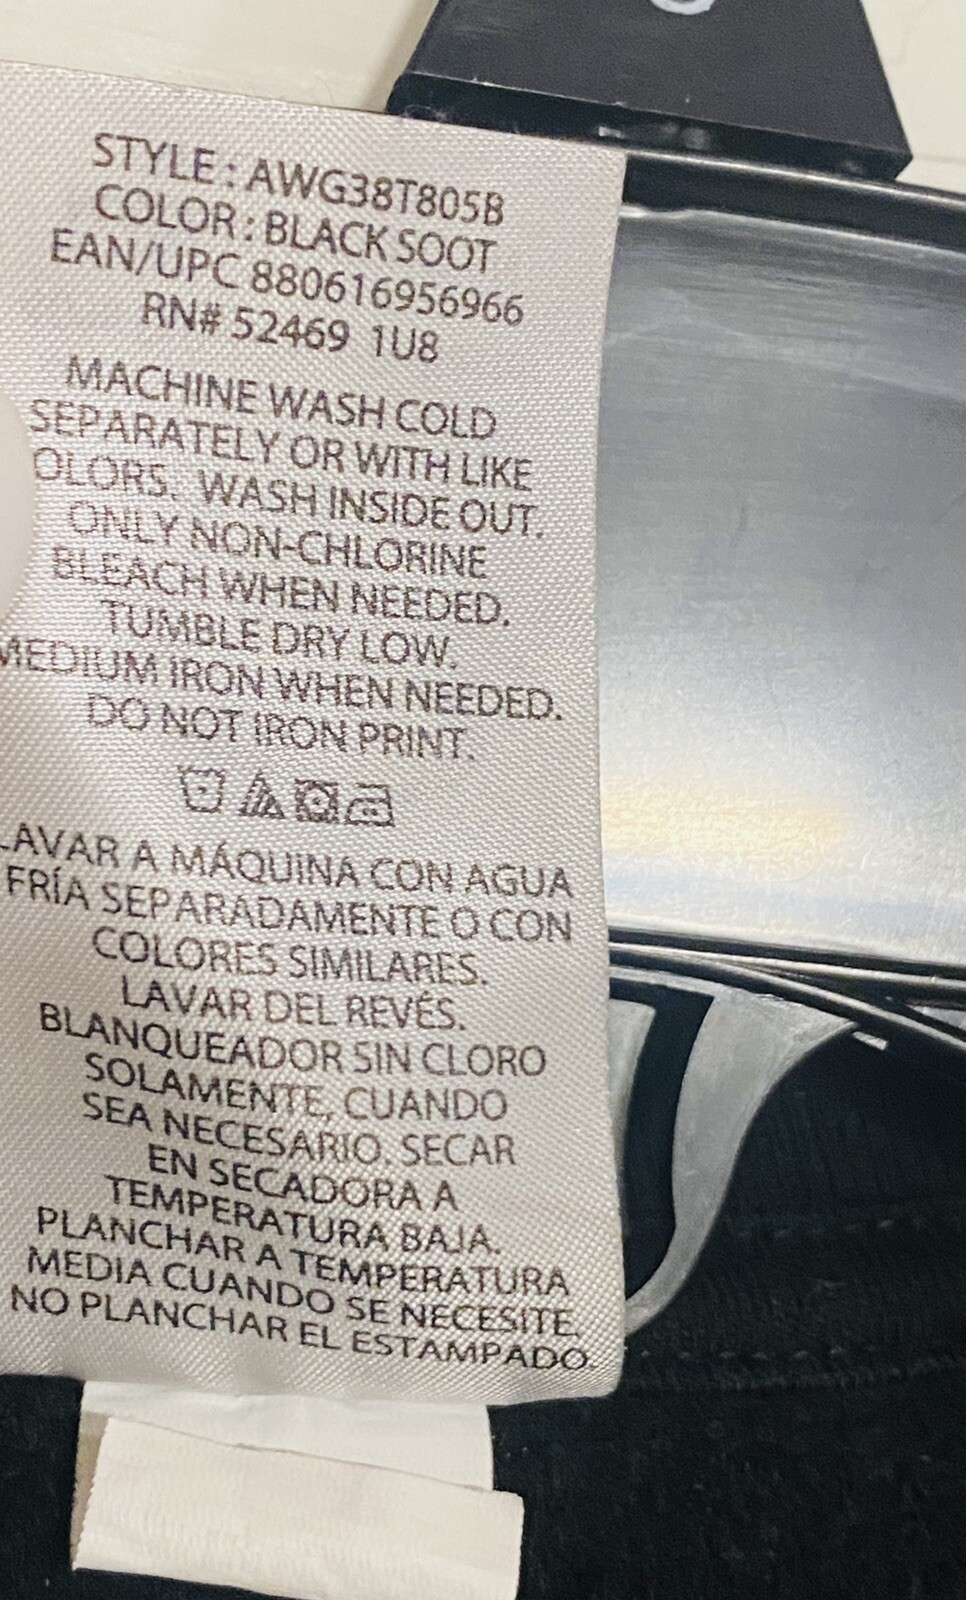 STYLE : AWG38T805B
COLOR : BLACK SOOT
EAN/UPC 880616956966
RN# 52469 1U8
MACHINE WASH COLD
SEPARATELY OR WITH LIKE
OLORS. WASH INSIDE OUT.
ONLY NON-CHLORINE
BLEACH WHEN NEEDED.
TUMBLE DRY LOW.
MEDIUM IRON WHEN NEEDED.
DO NOT IRON PRINT.
LAVAR A MÁQUINA CON AGUA
FRÍA SEPARADAMENTE O CON
COLORES SIMILARES.
LAVAR DEL REVÉS.
BLANQUEADOR SIN CLORO
SOLAMENTE, CUANDO
SEA NECESARIO. SECAR
EN SECADORA A
TEMPERATURA BAJA.
PLANCHAR A TEMPERATURA
MEDIA CUANDO SE NECESITE.
NO PLANCHAR EL ESTAMPADO.